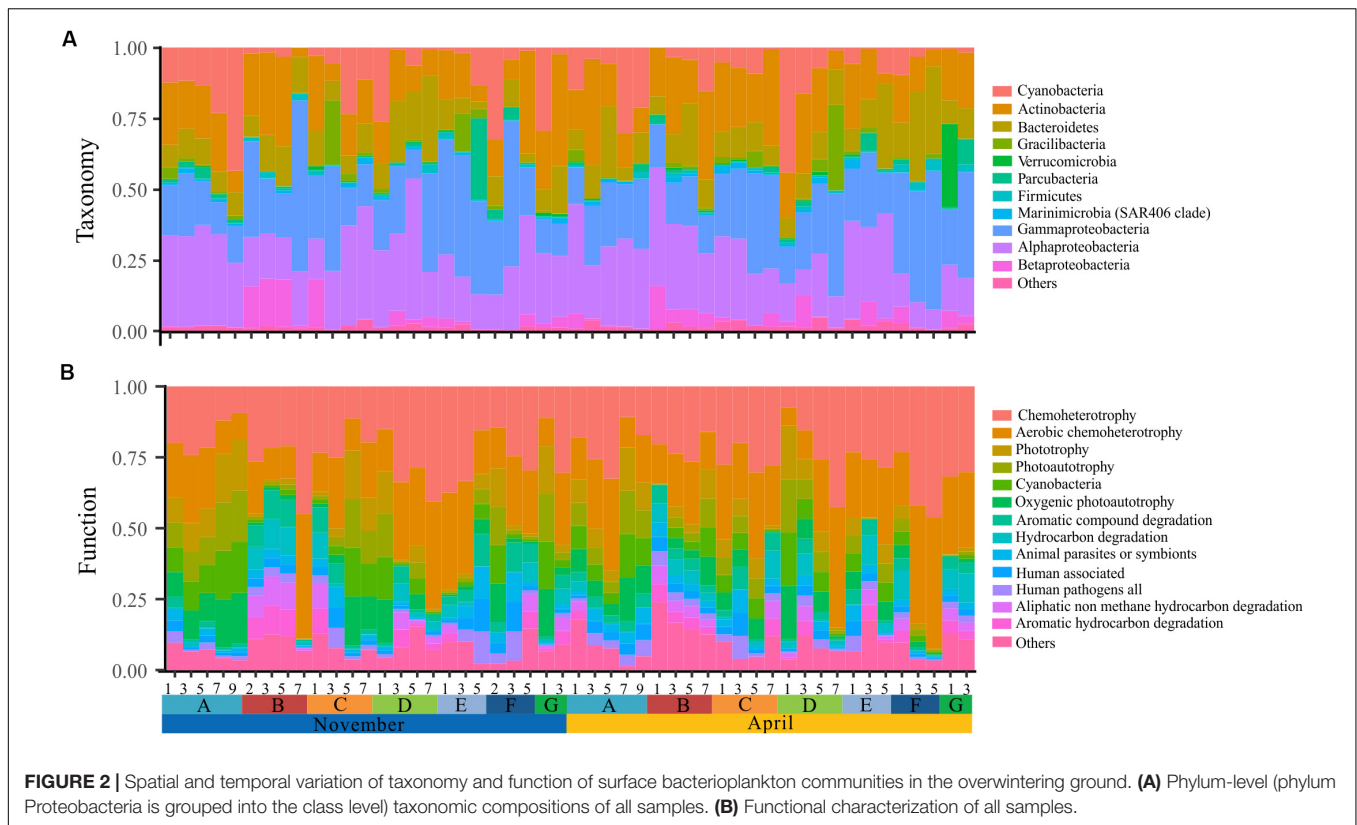 A
1.00
0.75
0.50
0.25
0.00
Taxonomy
Cyanobacteria
Actinobacteria
Bacteroidetes
Gracilibacteria
Verrucomicrobia
Parcubacteria
Firmicutes
Marinimicrobia (SAR406 clade)
Gammaproteobacteria
Alphaproteobacteria
Betaproteobacteria
Others
B
1.00
0.75
0.50
0.25
0.00
Function
Chemoheterotrophy
Aerobic chemoheterotrophy
Phototrophy
Photoautotrophy
Cyanobacteria
Oxygenic photoautotrophy
Aromatic compound degradation
Hydrocarbon degradation
Animal parasites or symbionts
Human associated
Human pathogens all
Aliphatic non methane hydrocarbon degradation
Aromatic hydrocarbon degradation
Others
1 3 5 7 9 2 3 5 7 1 3 5 7 1 3 5 7 1 3 5 2 3 5 1 3 1 3 5 7 9 1 3 5 7 1 3 5 7 1 3 5 7 1 3 5 1 3 5 1 3
A B C D E F G A B C D E F G
November April
FIGURE 2 | Spatial and temporal variation of taxonomy and function of surface bacterioplankton communities in the overwintering ground. (A) Phylum-level (phylum
Proteobacteria is grouped into the class level) taxonomic compositions of all samples. (B) Functional characterization of all samples.